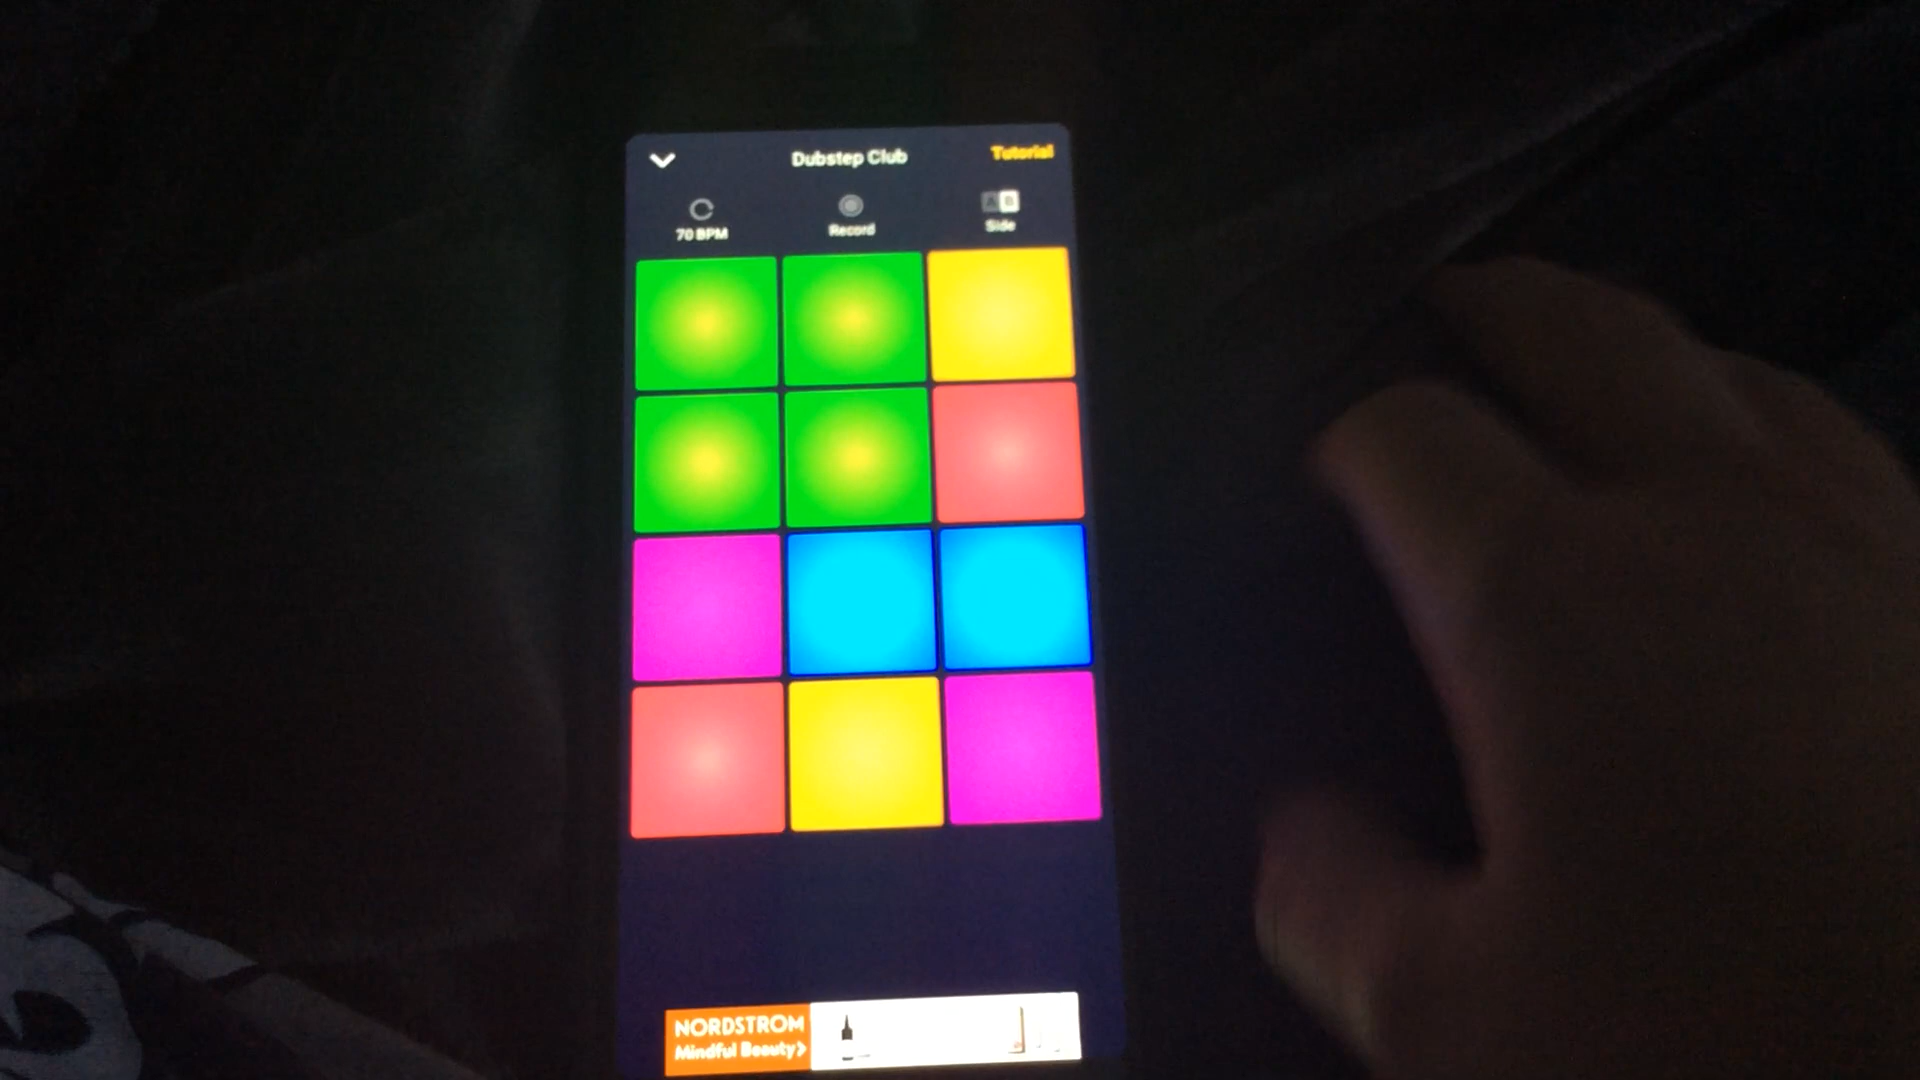 Dubstep Club
Tutorial
70 BPM
Record
A B
Side
NORDSTROM
Mindful Beauty>